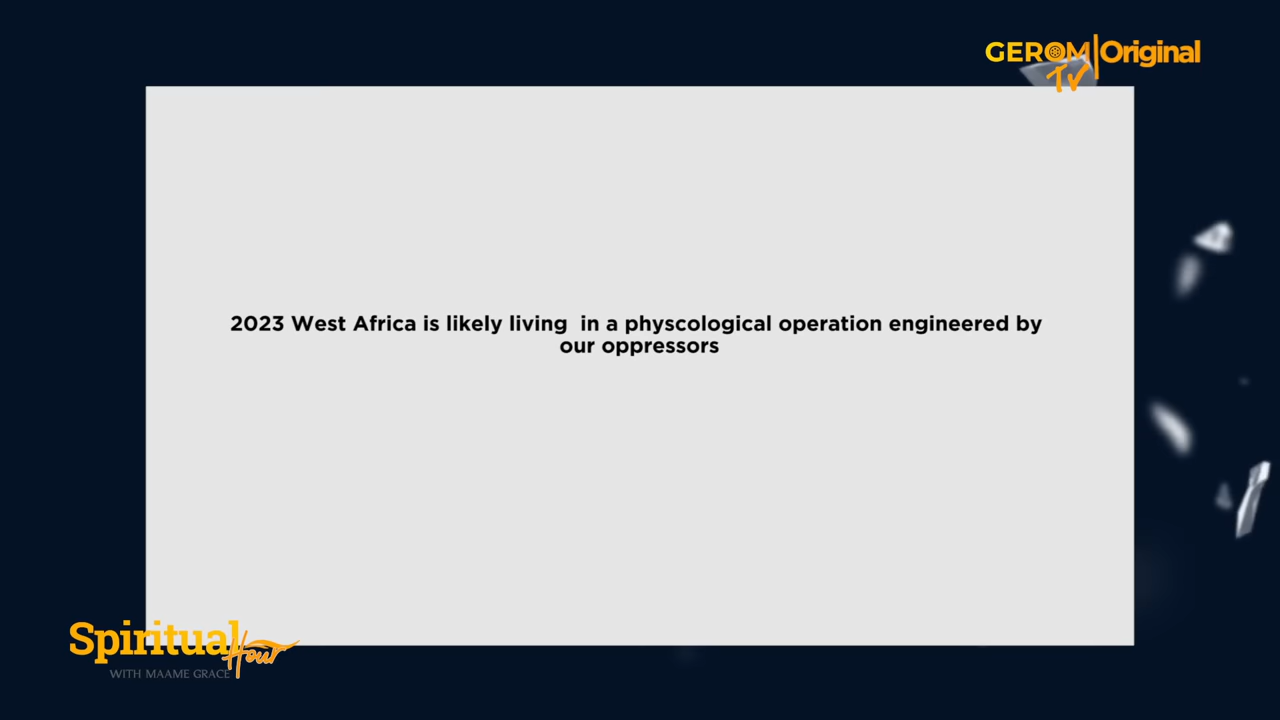 GEROM|Original
TV
2023 West Africa is likely living  in a physcological operation engineered by
our oppressors
Spiritual
Hour
WITH MAAME GRACE